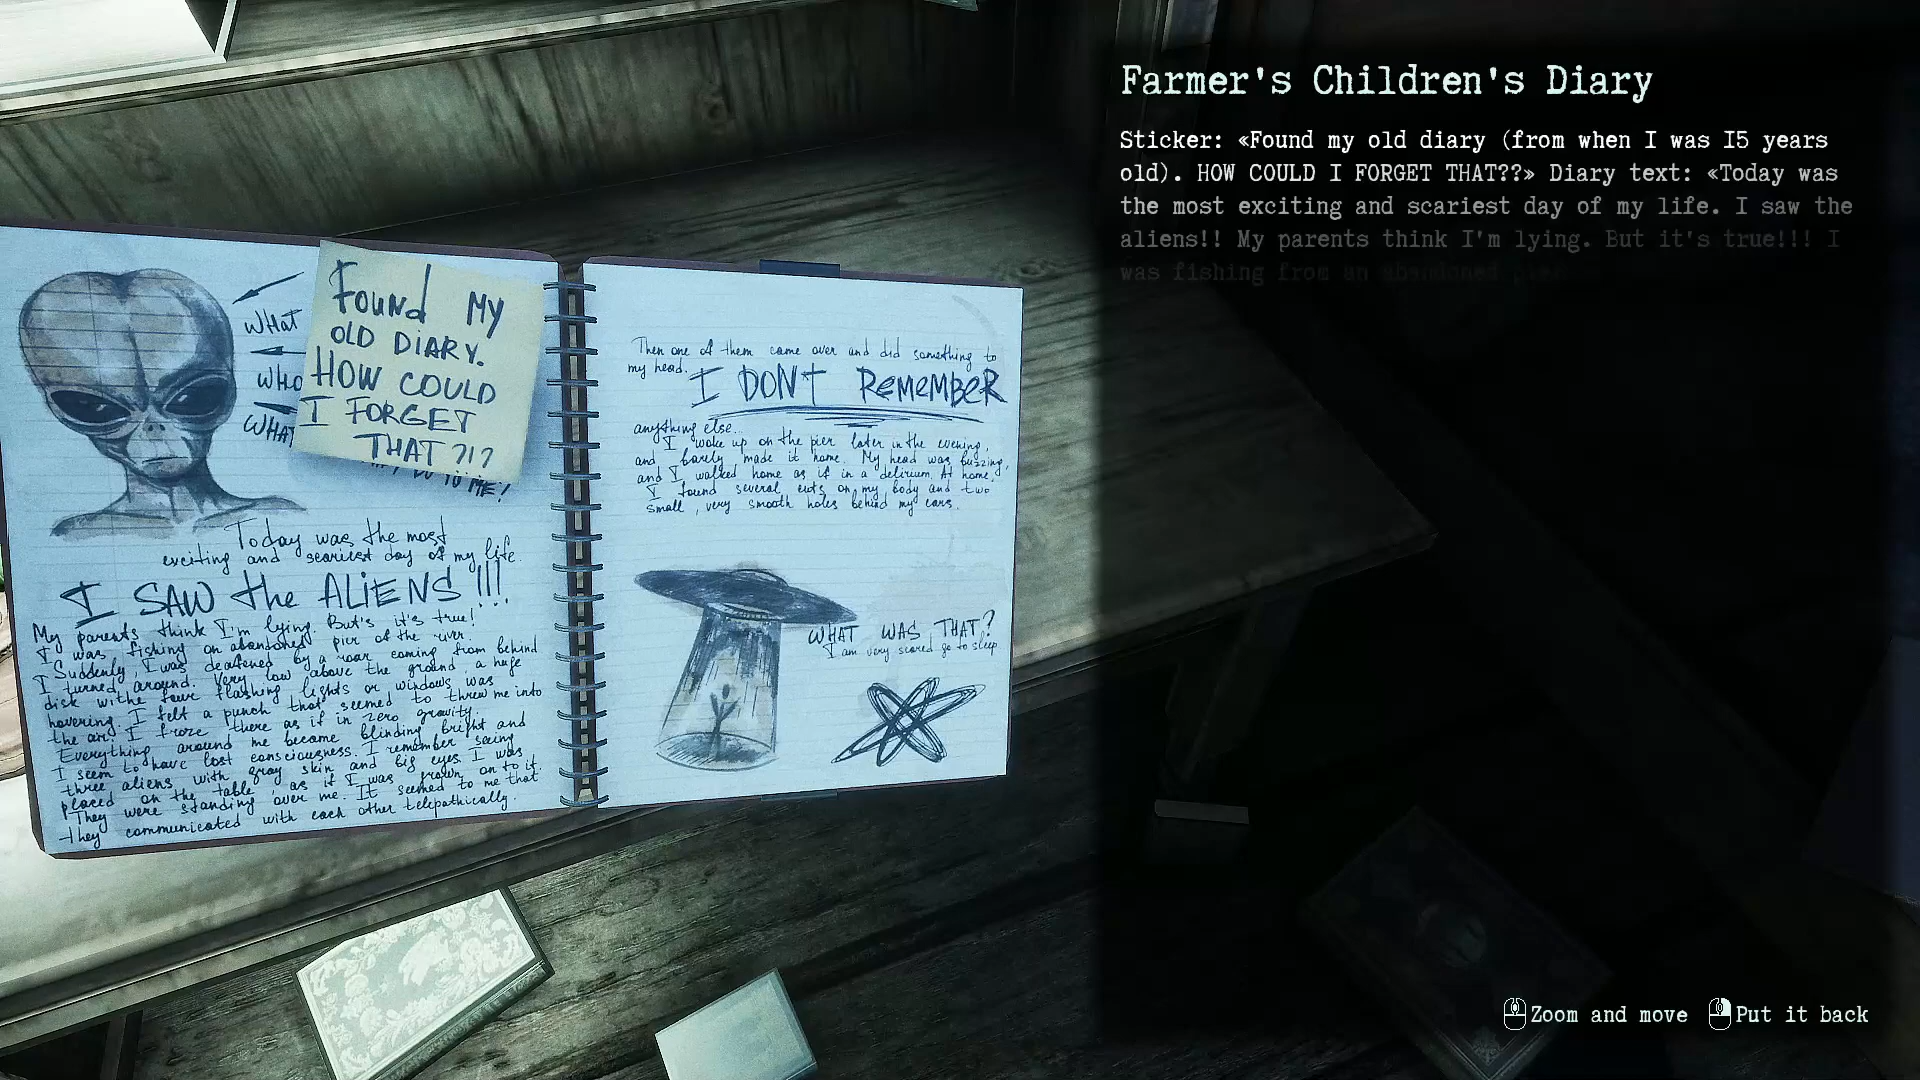 Farmer's Children's Diary
Sticker: «Found my old diary (from when I was 15 years
old). HOW COULD I FORGET THAT??» Diary text: «Today was
the most exciting and scariest day of my life. I saw the
aliens!! My parents think I'm lying. But it's true!!! I
was fishing from an abandoned
WHAT
WHO
WHAT
FOUND MY
OLD DIARY.
HOW COULD
I FORGET
THAT?!?
TO ME?
Today was the most
exciting and scariest day of my life.
I SAW the ALIENS!!!
My parents think I'm lying. But's it's true!
I was fishing on abandoned pier of the river.
Suddenly, I was deafened by a roar coming from behind
I turned around. Very low above the ground, a huge
disk withe four flashing lights or windows was
hovering. I felt a punch that seemed to threw me into
the air. I froze there as if in zero gravity.
Everything around me became blinding bright and
I seem to have lost consciousness. I remember seeing
three aliens with gray skin and big eyes. I was
placed on the table, as if I was grown on to it.
They were standing over me. It seemed to me that
they communicated with each other telepathically.
Then one of them came over and did something to
my head. I DON'T REMEMBER
anything else...
I woke up on the pier later in the evening,
and barely made it home. My head was buzzing,
and I walked home as if in a delirium. At home,
I found several cuts on my body and two
small, very smooth holes behind my ears.
WHAT WAS THAT?
I am very scared go to sleep
Zoom and move
Put it back